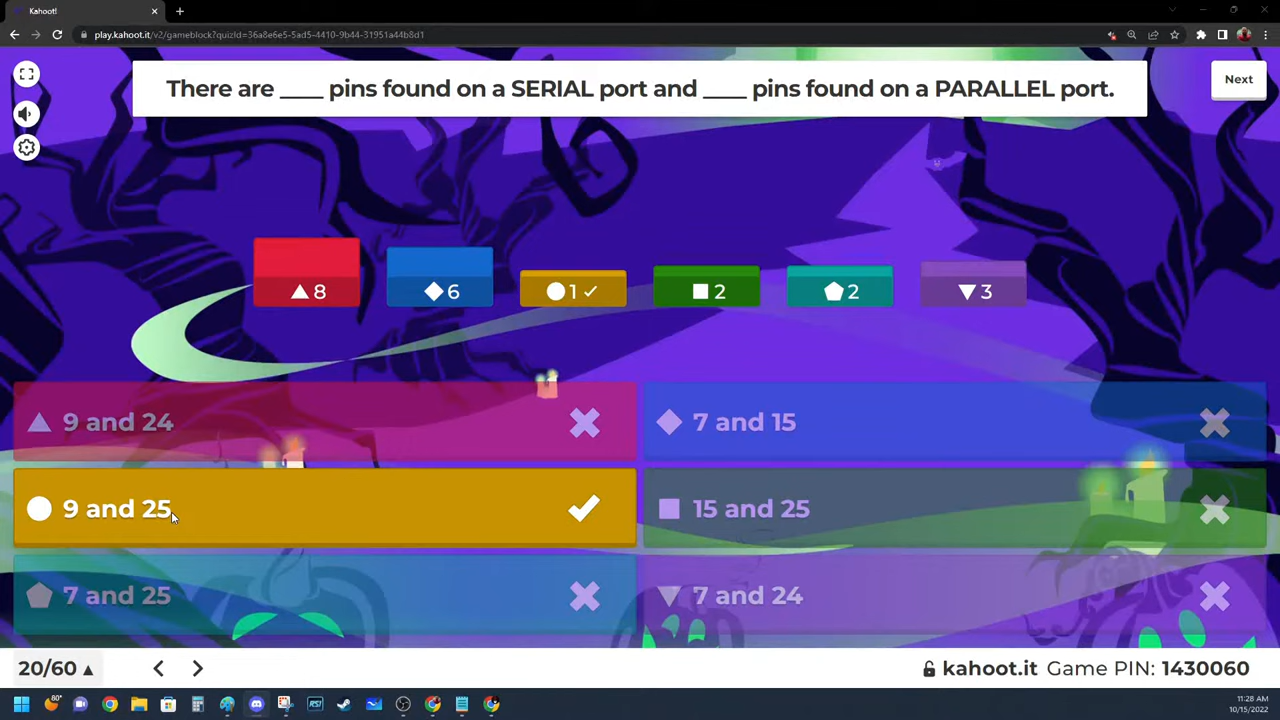 Kahoot!
play.kahoot.it/v2/gameblock?quizId=36a8e6e5-5ad5-4410-9b44-31951a44b8d1
There are ____ pins found on a SERIAL port and ____ pins found on a PARALLEL port.
Next
8
6
1
2
2
3
9 and 24
7 and 15
9 and 25
15 and 25
7 and 25
7 and 24
20/60
kahoot.it Game PIN: 1430060
80°
RSI
11:28 AM
10/15/2022